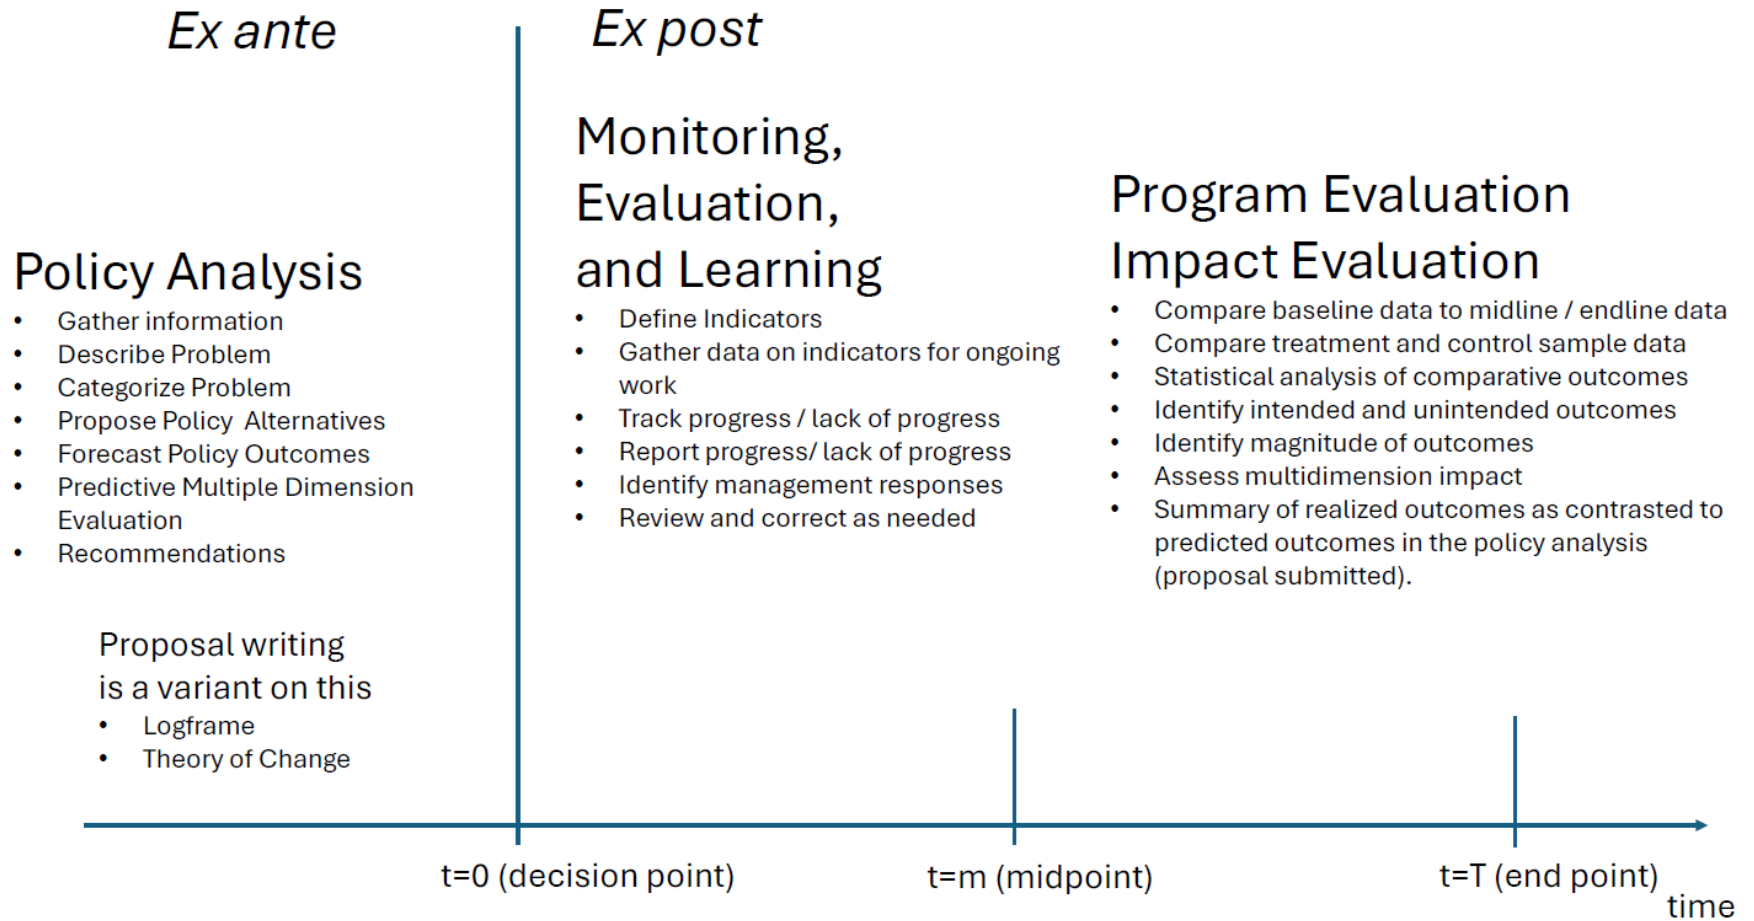 Ex ante
Ex post
Policy Analysis
• Gather information
• Describe Problem
• Categorize Problem
• Propose Policy  Alternatives
• Forecast Policy Outcomes
• Predictive Multiple Dimension
Evaluation
• Recommendations
Proposal writing
is a variant on this
• Logframe
• Theory of Change
Monitoring,
Evaluation,
and Learning
• Define Indicators
• Gather data on indicators for ongoing
work
• Track progress / lack of progress
• Report progress/ lack of progress
• Identify management responses
• Review and correct as needed
Program Evaluation
Impact Evaluation
• Compare baseline data to midline / endline data
• Compare treatment and control sample data
• Statistical analysis of comparative outcomes
• Identify intended and unintended outcomes
• Identify magnitude of outcomes
• Assess multidimension impact
• Summary of realized outcomes as contrasted to
predicted outcomes in the policy analysis
(proposal submitted).
t=0 (decision point)
t=m (midpoint)
t=T (end point)
time